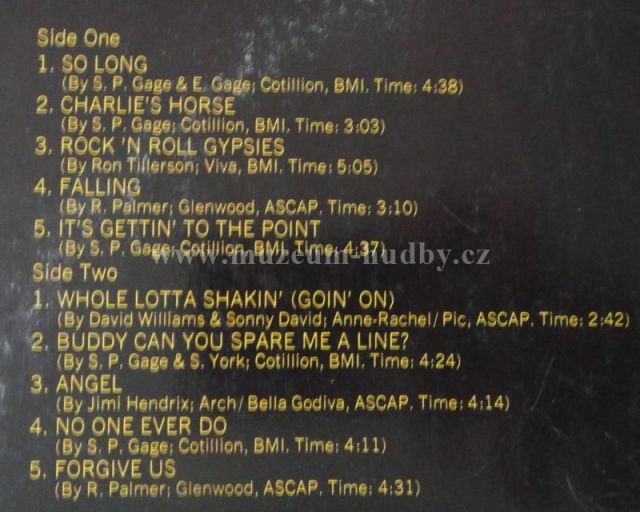 Side One
1. SO LONG
(By S. P. Gage & E. Gage; Cotillion, BMI. Time: 4:38)
2. CHARLIE'S HORSE
(By S. P. Gage; Cotillion, BMI. Time: 3:03)
3. ROCK 'N ROLL GYPSIES
(By Ron Tillerson; Viva, BMI. Time: 5:05)
4. FALLING
(By R. Palmer; Glenwood, ASCAP. Time: 3:10)
5. IT'S GETTIN' TO THE POINT
(By S. P. Gage; Cotillion, BMI. Time: 4:37)
www.muzeum-hudby.cz
Side Two
1. WHOLE LOTTA SHAKIN' (GOIN' ON)
(By David Williams & Sonny David; Anne-Rachel/Pic, ASCAP. Time: 2:42)
2. BUDDY CAN YOU SPARE ME A LINE?
(By S. P. Gage & S. York; Cotillion, BMI. Time: 4:24)
3. ANGEL
(By Jimi Hendrix; Arch/Bella Godiva, ASCAP. Time: 4:14)
4. NO ONE EVER DO
(By S. P. Gage; Cotillion, BMI. Time: 4:11)
5. FORGIVE US
(By R. Palmer; Glenwood, ASCAP. Time: 4:31)